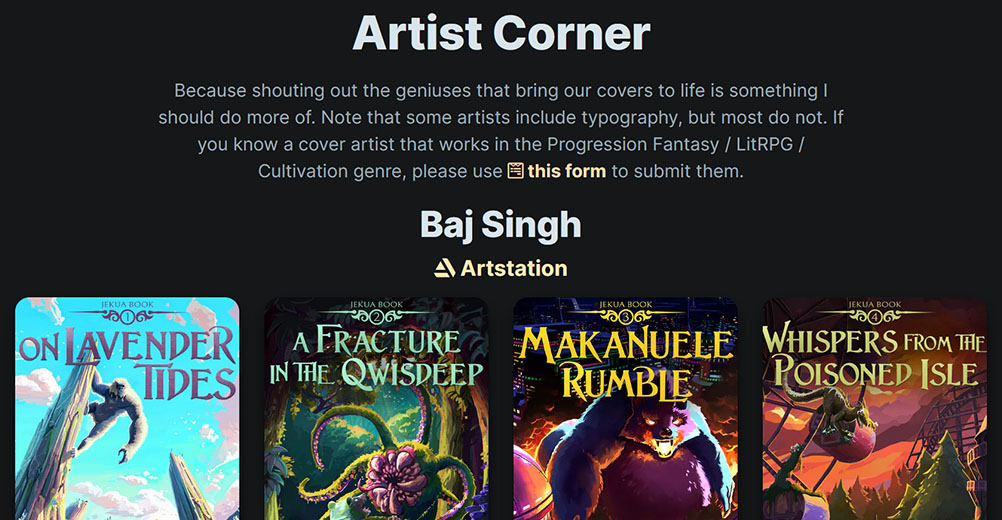 Artist Corner
Because shouting out the geniuses that bring our covers to life is something I
should do more of. Note that some artists include typography, but most do not. If
you know a cover artist that works in the Progression Fantasy / LitRPG /
Cultivation genre, please use this form to submit them.
Baj Singh
Artstation
JEKUA BOOK
1
ON LAVENDER
TIDES
JEKUA BOOK
2
A FRACTURE
IN THE QWISDEEP
JEKUA BOOK
3
MAKANUELE
RUMBLE
JEKUA BOOK
4
WHISPERS FROM THE
POISONED ISLE